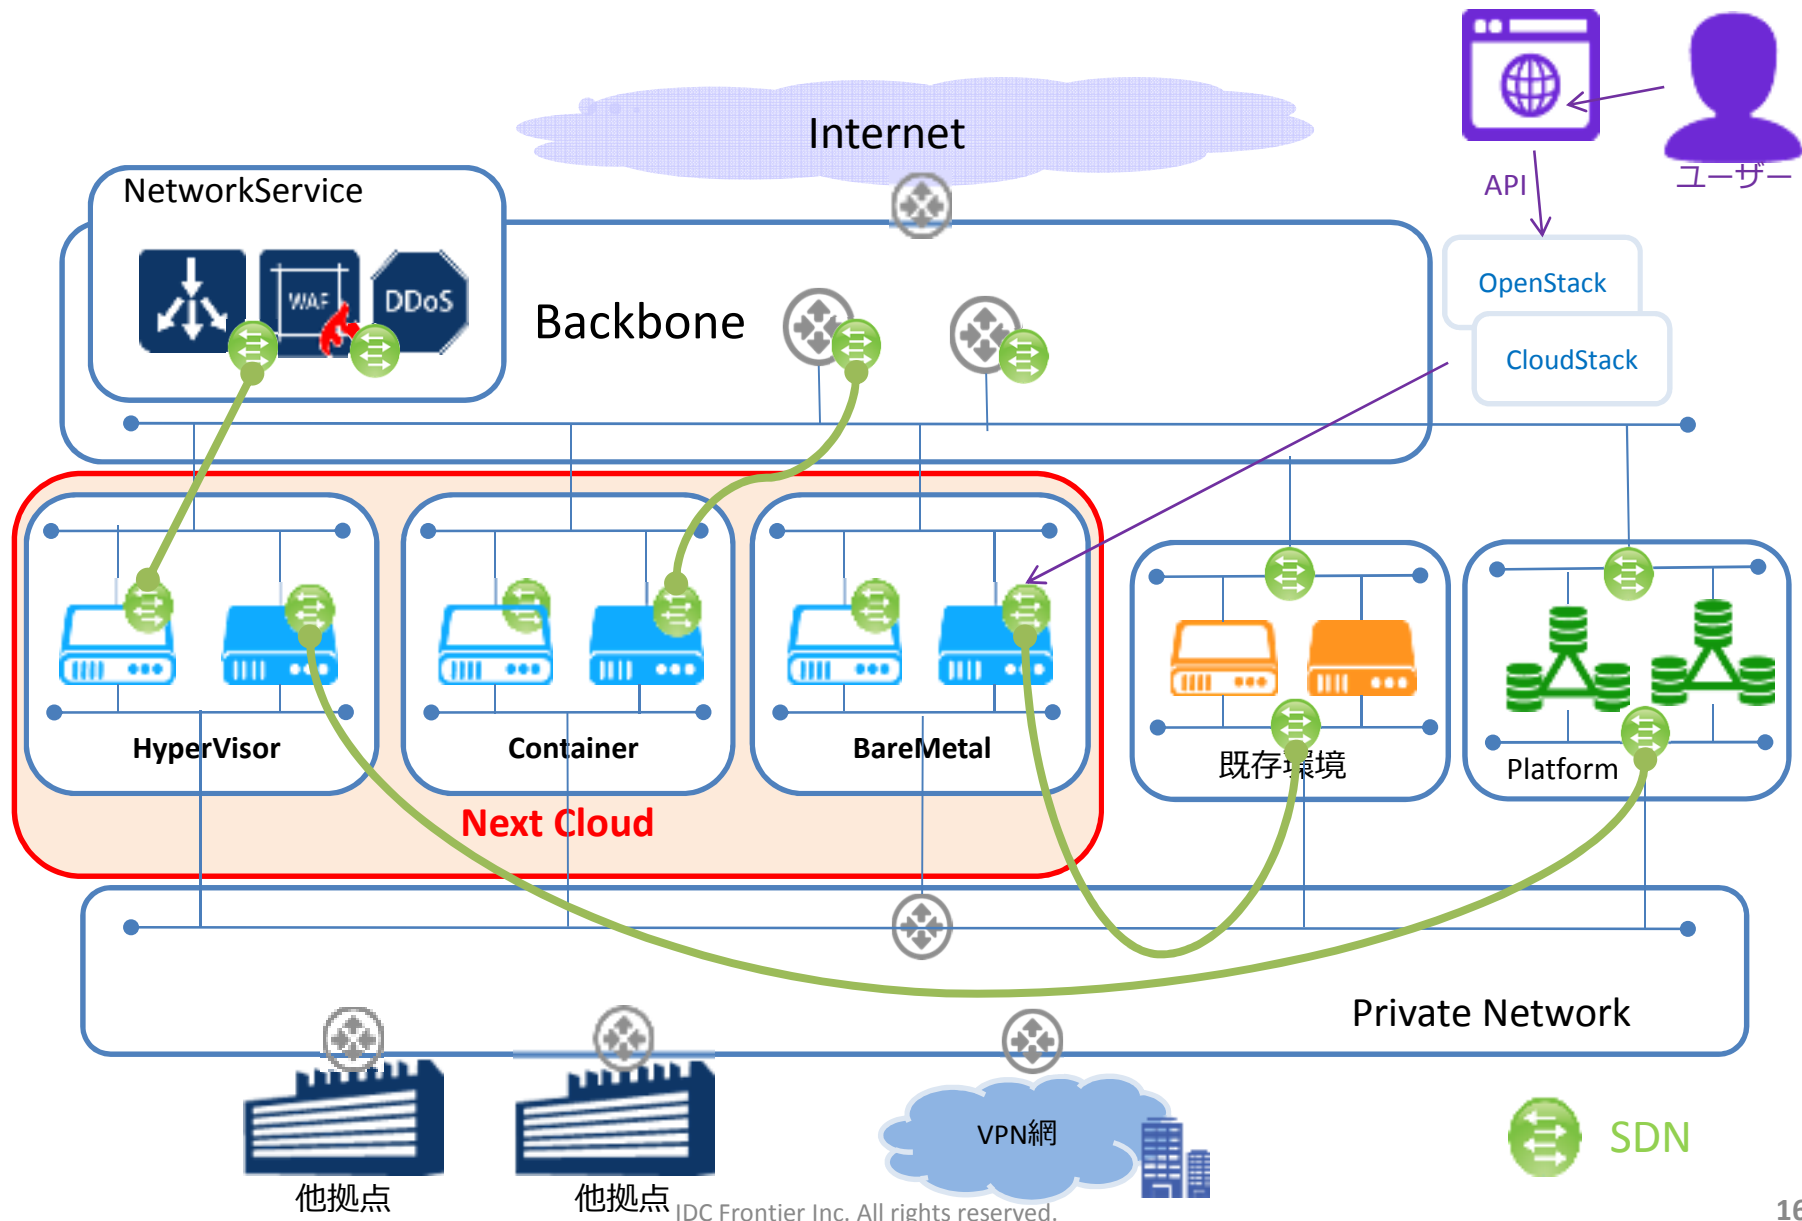 Internet
NetworkService
API
ユーザー
WAF
DDoS
Backbone
OpenStack
CloudStack
HyperVisor
Container
BareMetal
既存環境
Platform
Next Cloud
Private Network
VPN網
SDN
他拠点
他拠点
IDC Frontier Inc. All rights reserved.
16